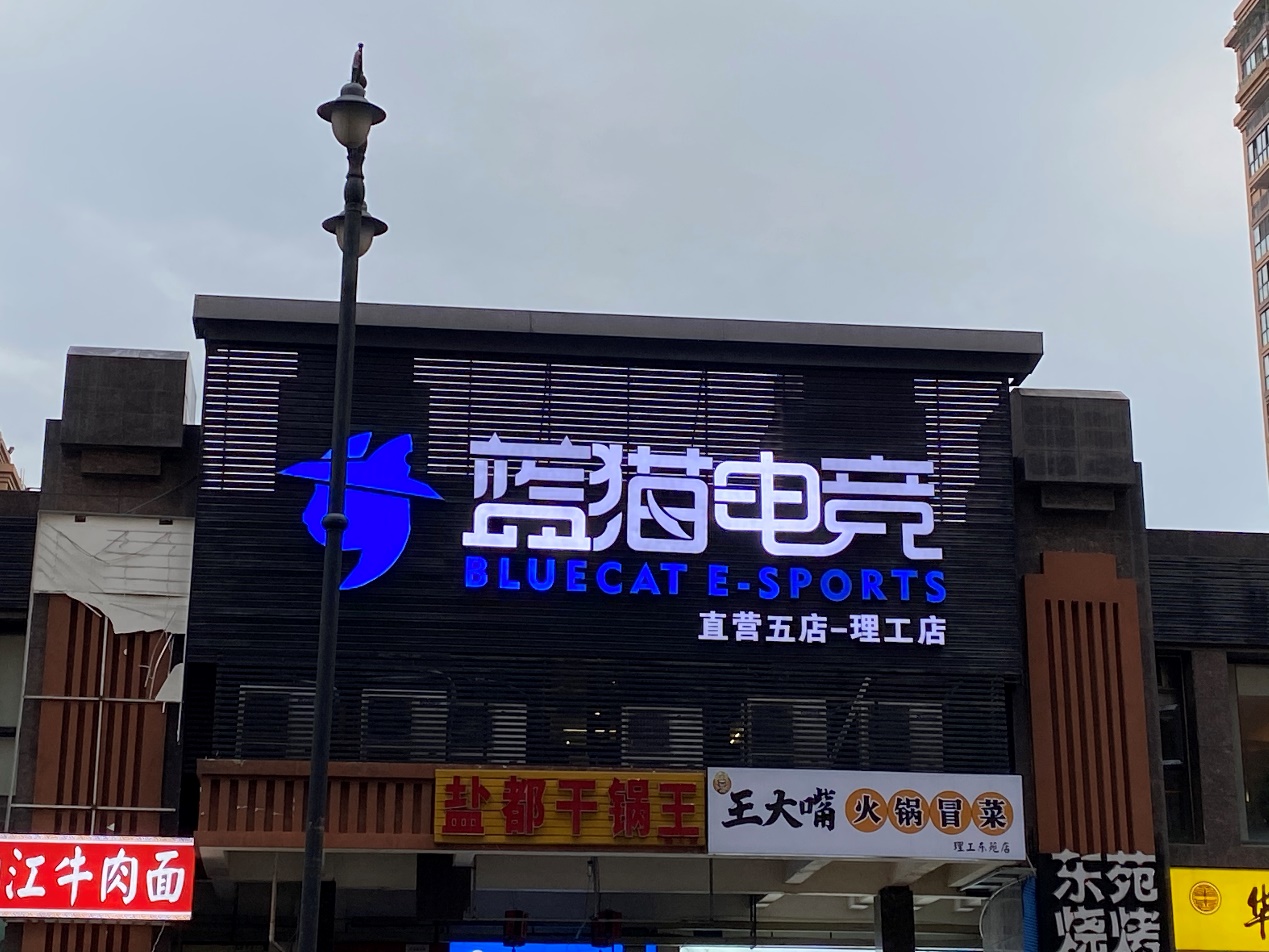 蓝猫电竞
BLUECAT E-SPORTS
直营五店-理工店
盐都干锅王
王大嘴 火锅冒菜
理工东苑店
江牛肉面
东苑
烧烤